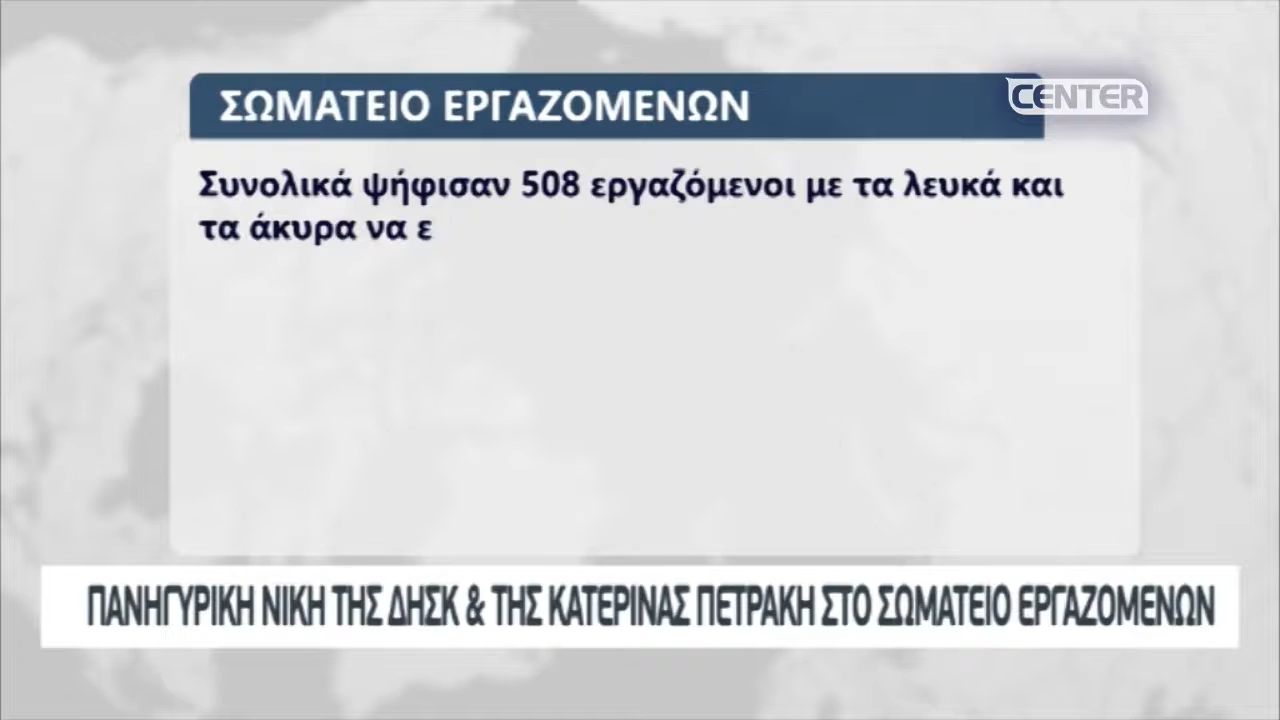 ΣΩΜΑΤΕΙΟ ΕΡΓΑΖΟΜΕΝΩΝ
CENTER
Συνολικά ψήφισαν 508 εργαζόμενοι με τα λευκά και
τα άκυρα να ε
ΠΑΝΗΓΥΡΙΚΗ ΝΙΚΗ ΤΗΣ ΔΗΣΚ & ΤΗΣ ΚΑΤΕΡΙΝΑΣ ΠΕΤΡΑΚΗ ΣΤΟ ΣΩΜΑΤΕΙΟ ΕΡΓΑΖΟΜΕΝΩΝ